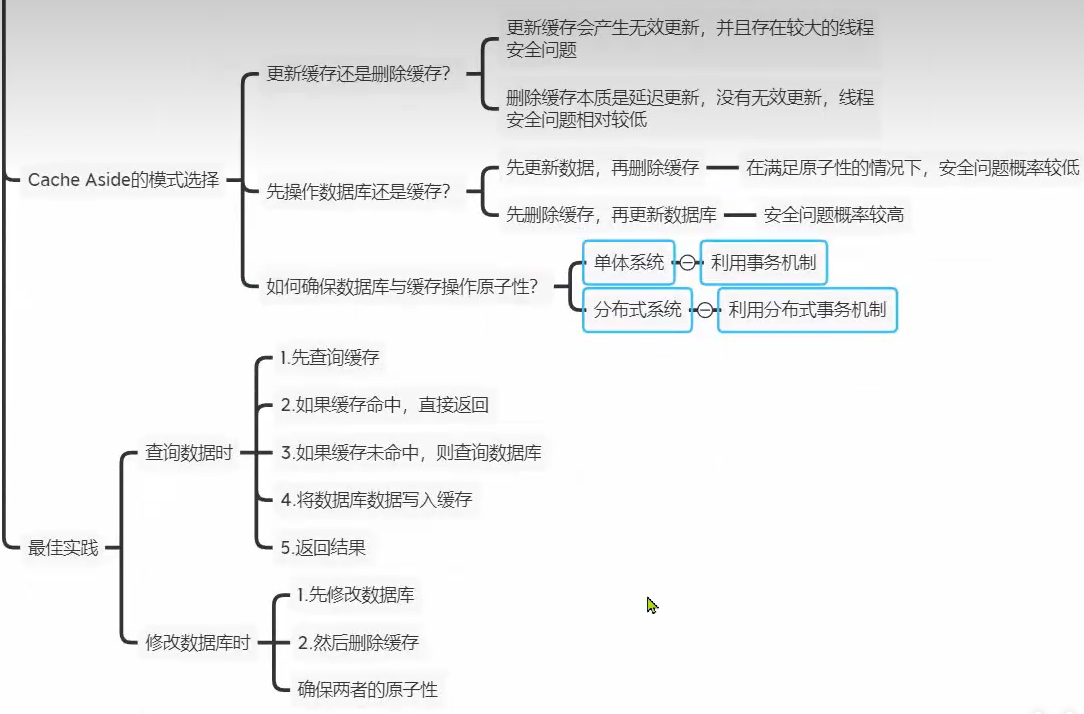 更新缓存会产生无效更新，并且存在较大的线程
安全问题
更新缓存还是删除缓存？
删除缓存本质是延迟更新，没有无效更新，线程
安全问题相对较低
Cache Aside的模式选择
先操作数据库还是缓存？
先更新数据，再删除缓存
在满足原子性的情况下，安全问题概率较低
先删除缓存，再更新数据库
安全问题概率较高
如何确保数据库与缓存操作原子性？
单体系统
利用事务机制
分布式系统
利用分布式事务机制
最佳实践
查询数据时
1.先查询缓存
2.如果缓存命中，直接返回
3.如果缓存未命中，则查询数据库
4.将数据库数据写入缓存
5.返回结果
修改数据库时
1.先修改数据库
2.然后删除缓存
确保两者的原子性